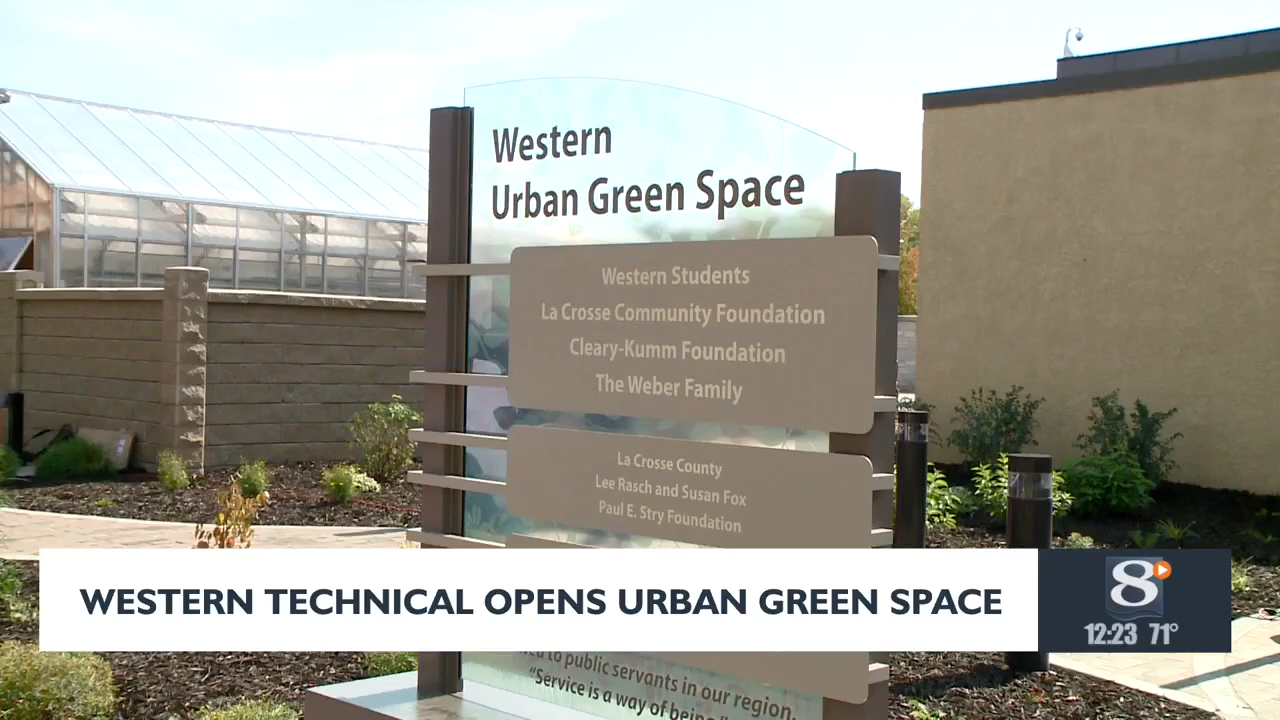 Western
Urban Green Space
Western Students
La Crosse Community Foundation
Cleary-Kumm Foundation
The Weber Family
La Crosse County
Lee Rasch and Susan Fox
Paul E. Stry Foundation
WESTERN TECHNICAL OPENS URBAN GREEN SPACE
8
12:23 71°
to public servants in our region.
"Service is a way of being"